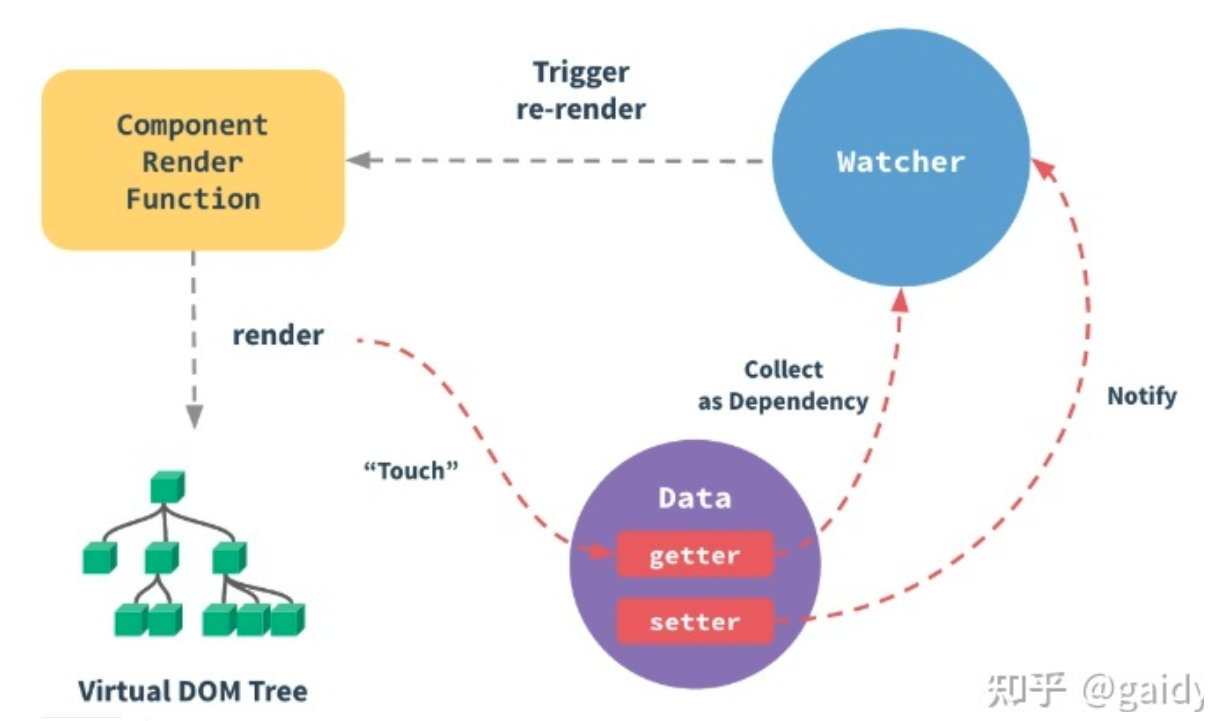 Trigger
re-render
Component
Render
Function
Watcher
render
Collect
as Dependency
Notify
“Touch”
Data
getter
setter
Virtual DOM Tree
知乎 @gaidy